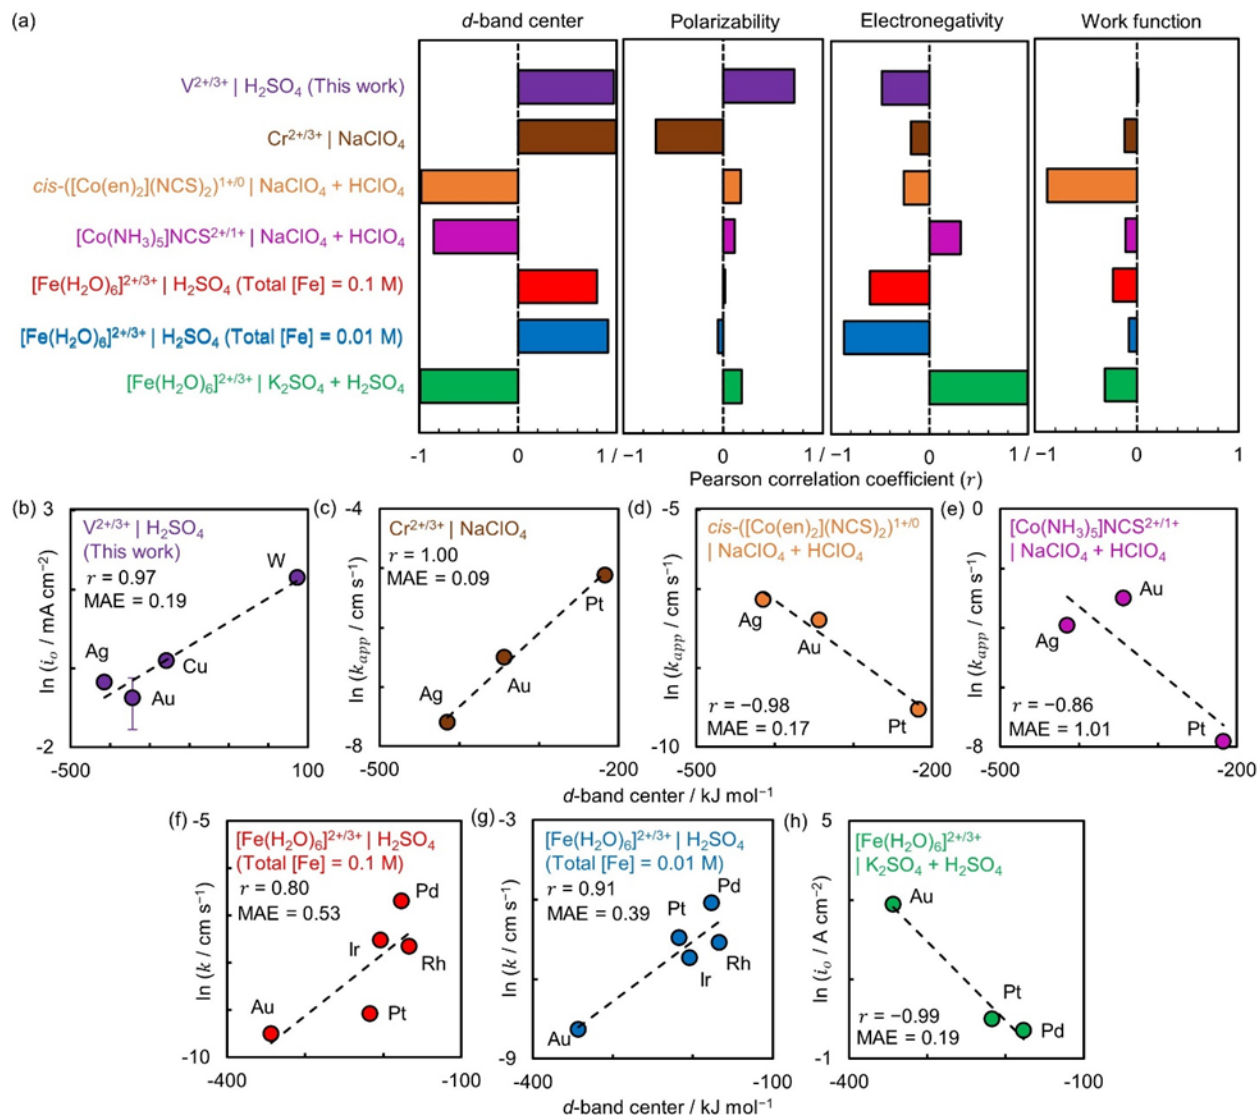 (a)
d-band center Polarizability Electronegativity Work function
V2+/3+ | H2SO4 (This work)
Cr2+/3+ | NaClO4
cis-([Co(en)2](NCS)2)1+/0 | NaClO4 + HClO4
[Co(NH3)5]NCS2+/1+ | NaClO4 + HClO4
[Fe(H2O)6]2+/3+ | H2SO4 (Total [Fe] = 0.1 M)
[Fe(H2O)6]2+/3+ | H2SO4 (Total [Fe] = 0.01 M)
[Fe(H2O)6]2+/3+ | K2SO4 + H2SO4
-1 0 1 / −1 0 1 / −1 0 1 / −1 0 1
Pearson correlation coefficient (r)
(b)
3
V2+/3+ | H2SO4
(This work)
r = 0.97
MAE = 0.19
W
Ag
Cu
Au
ln (io / mA cm−2)
-2
-500 100
(c)
-4
Cr2+/3+ | NaClO4
r = 1.00
MAE = 0.09
Pt
Au
Ag
ln (kapp / cm s−1)
-8
-500 -200
(d)
-5
cis-([Co(en)2](NCS)2)1+/0
| NaClO4 + HClO4
Ag
Au
Pt
r = −0.98
MAE = 0.17
ln (kapp / cm s−1)
-10
-500 -200
(e)
0
[Co(NH3)5]NCS2+/1+
| NaClO4 + HClO4
Au
Ag
Pt
r = −0.86
MAE = 1.01
ln (kapp / cm s−1)
-8
-500 -200
d-band center / kJ mol−1
(f)
-5
[Fe(H2O)6]2+/3+ | H2SO4
(Total [Fe] = 0.1 M)
r = 0.80
MAE = 0.53
Pd
Ir
Rh
Au
Pt
ln (k / cm s−1)
-10
-400 -100
(g)
-3
[Fe(H2O)6]2+/3+ | H2SO4
(Total [Fe] = 0.01 M)
r = 0.91
MAE = 0.39
Pd
Pt
Rh
Ir
Au
ln (k / cm s−1)
-9
-400 -100
(h)
5
[Fe(H2O)6]2+/3+
| K2SO4 + H2SO4
Au
Pt
Pd
r = −0.99
MAE = 0.19
ln (io / A cm−2)
-1
-400 -100
d-band center / kJ mol−1